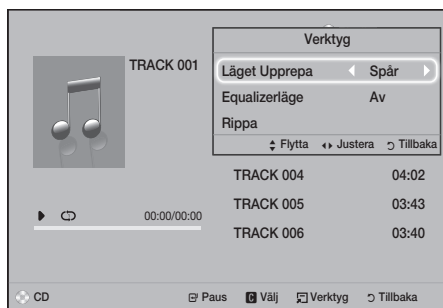 Verktyg
TRACK 001
Läget Upprepa Spår
Equalizerläge Av
Rippa
Flytta Justera Tillbaka
TRACK 004 04:02
TRACK 005 03:43
00:00/00:00
TRACK 006 03:40
CD Paus C Välj Verktyg Tillbaka